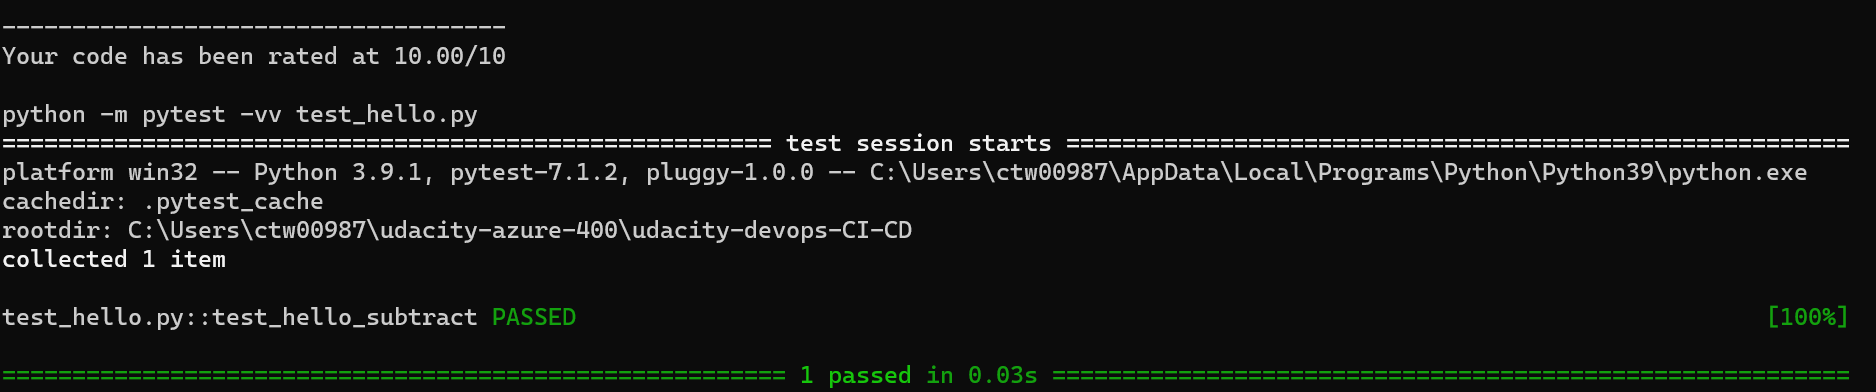 ------------------------------------
Your code has been rated at 10.00/10
python -m pytest -vv test_hello.py
======================================================= test session starts ========================================================
platform win32 -- Python 3.9.1, pytest-7.1.2, pluggy-1.0.0 -- C:\Users\ctw00987\AppData\Local\Programs\Python\Python39\python.exe
cachedir: .pytest_cache
rootdir: C:\Users\ctw00987\udacity-azure-400\udacity-devops-CI-CD
collected 1 item
test_hello.py::test_hello_subtract PASSED [100%]
======================================================== 1 passed in 0.03s =========================================================